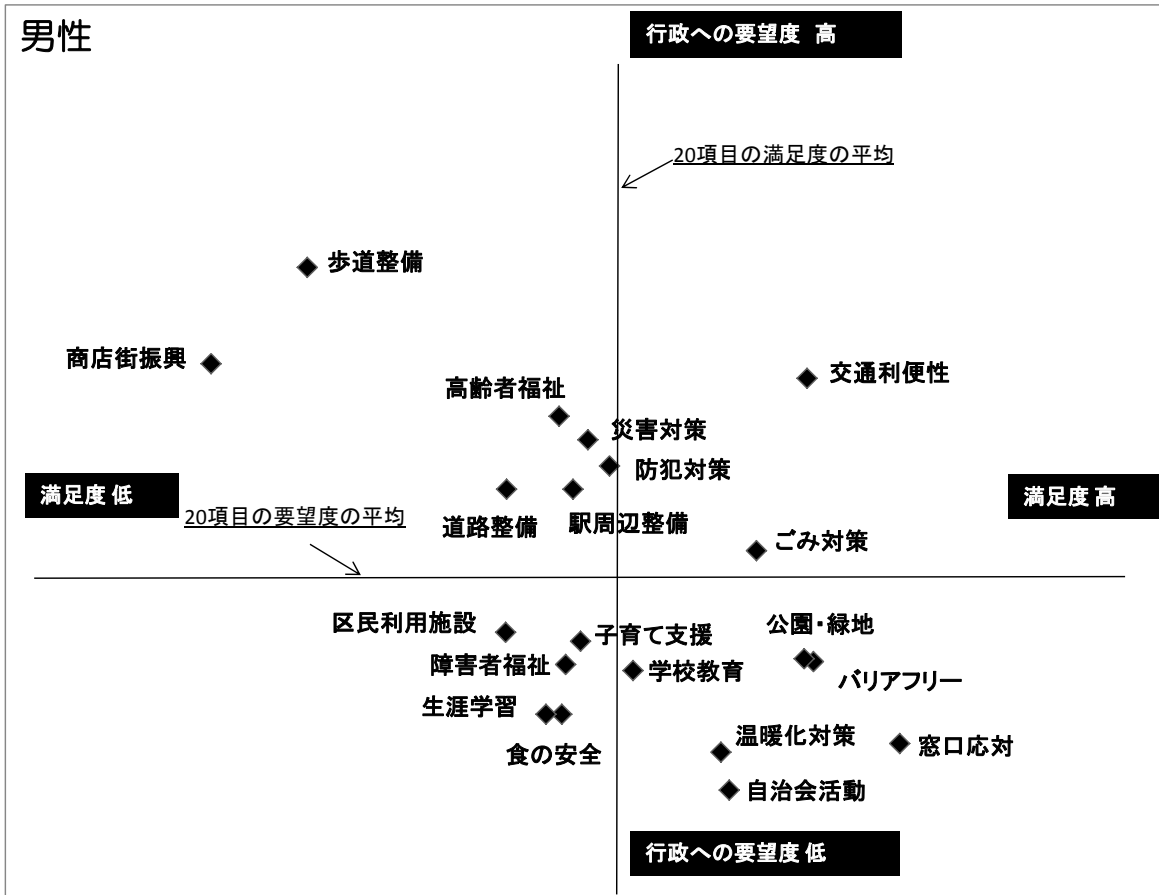 男性
行政への要望度 高
20項目の満足度の平均
歩道整備
商店街振興
交通利便性
高齢者福祉
災害対策
防犯対策
満足度 低
満足度 高
20項目の要望度の平均
道路整備
駅周辺整備
ごみ対策
区民利用施設
子育て支援
公園・緑地
障害者福祉
学校教育
バリアフリー
生涯学習
食の安全
温暖化対策
窓口応対
自治会活動
行政への要望度 低